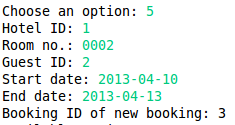 Choose an option: 5
Hotel ID: 1
Room no.: 0002
Guest ID: 2
Start date: 2013-04-10
End date: 2013-04-13
Booking ID of new booking: 3